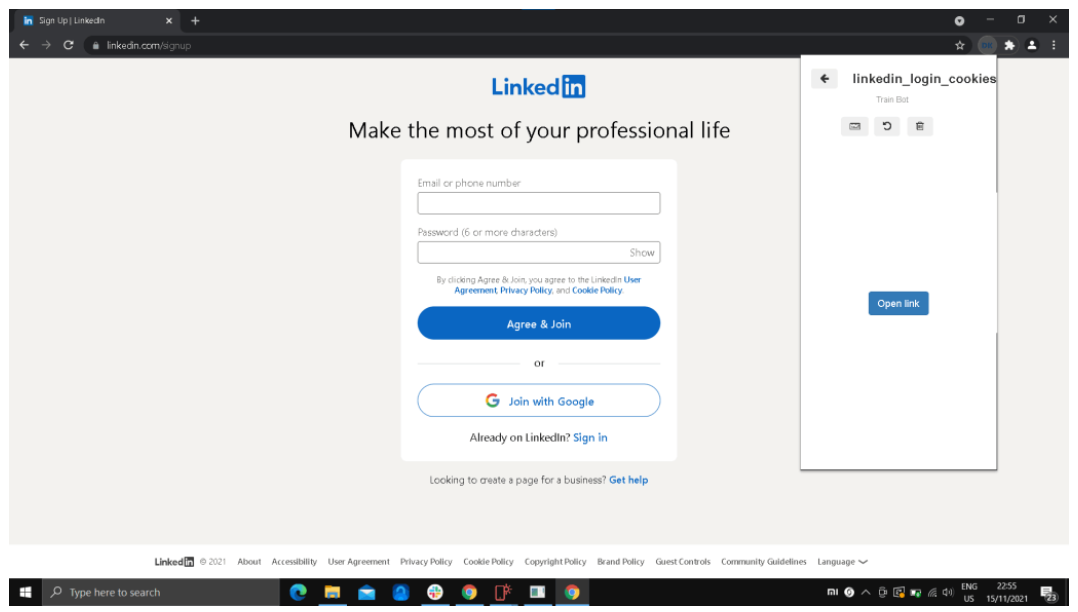 Sign Up | LinkedIn
linkedin.com/signup
LinkedIn
Make the most of your professional life
Email or phone number
Password (6 or more characters)
Show
By clicking Agree & Join, you agree to the LinkedIn User
Agreement, Privacy Policy, and Cookie Policy.
Agree & Join
or
Join with Google
Already on LinkedIn? Sign in
Looking to create a page for a business? Get help
linkedin_login_cookies
Train Bot
Open link
LinkedIn © 2021 About Accessibility User Agreement Privacy Policy Cookie Policy Copyright Policy Brand Policy Guest Controls Community Guidelines Language
Type here to search
ENG 22:55
US 15/11/2021
23